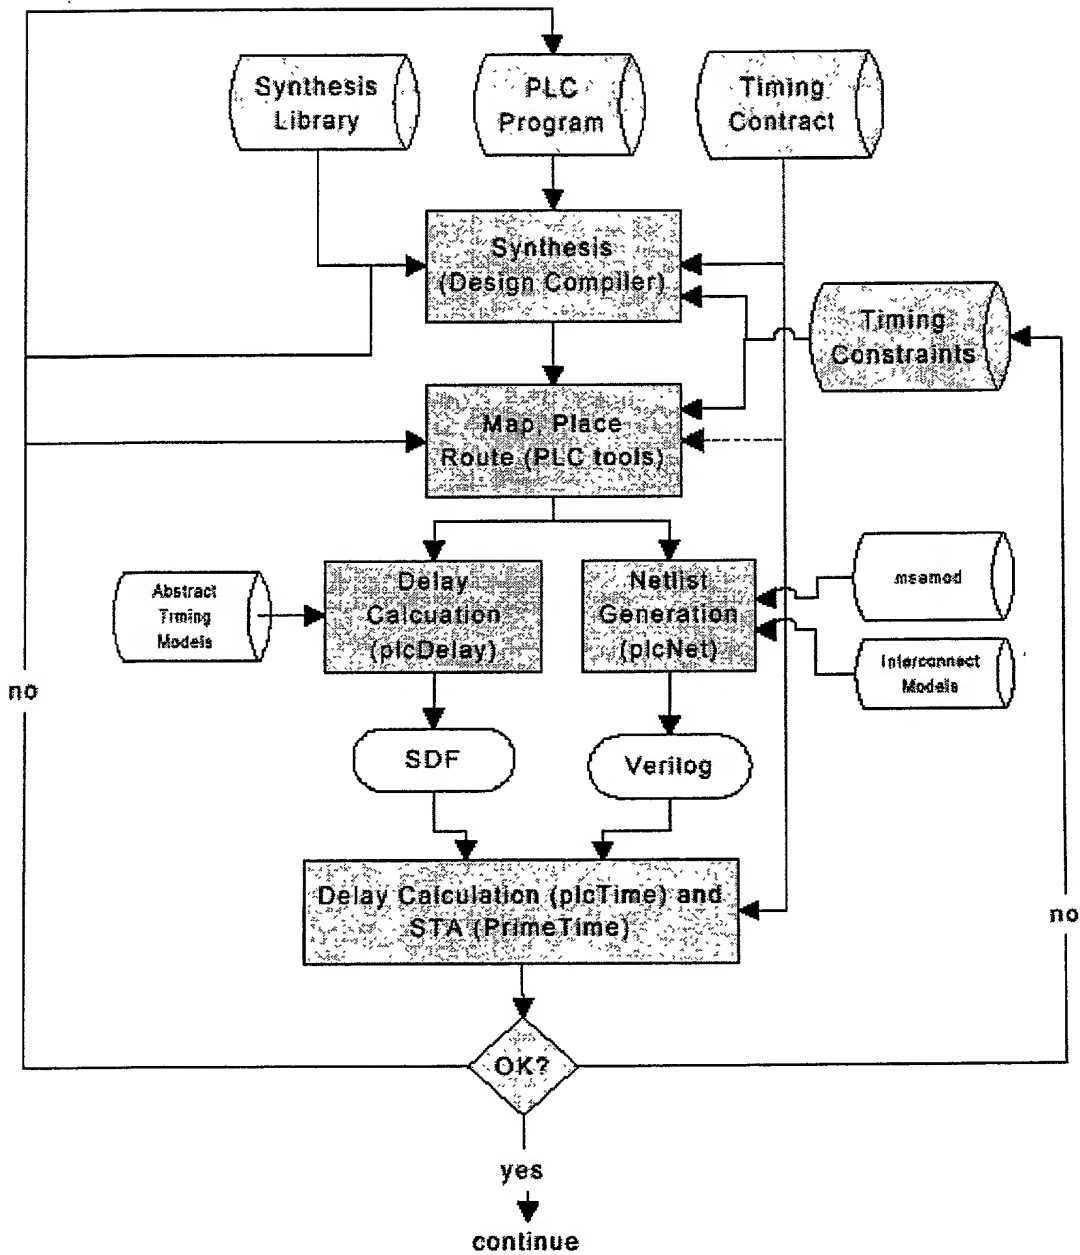 Synthesis
Library
PLC
Program
Timing
Contract
Synthesis
(Design Compiler)
Timing
Constraints
Map, Place
Route (PLC tools)
Abstract
Timing
Models
Delay
Calcuation
(plcDelay)
Netlist
Generation
(plcNet)
.msemod
Interconnect
Models
no
SDF
Verilog
Delay Calculation (plcTime) and
STA (PrimeTime)
no
OK?
yes
continue